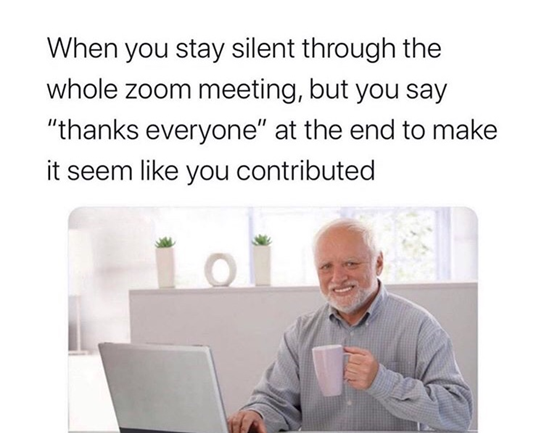 When you stay silent through the
whole zoom meeting, but you say
“thanks everyone” at the end to make
it seem like you contributed